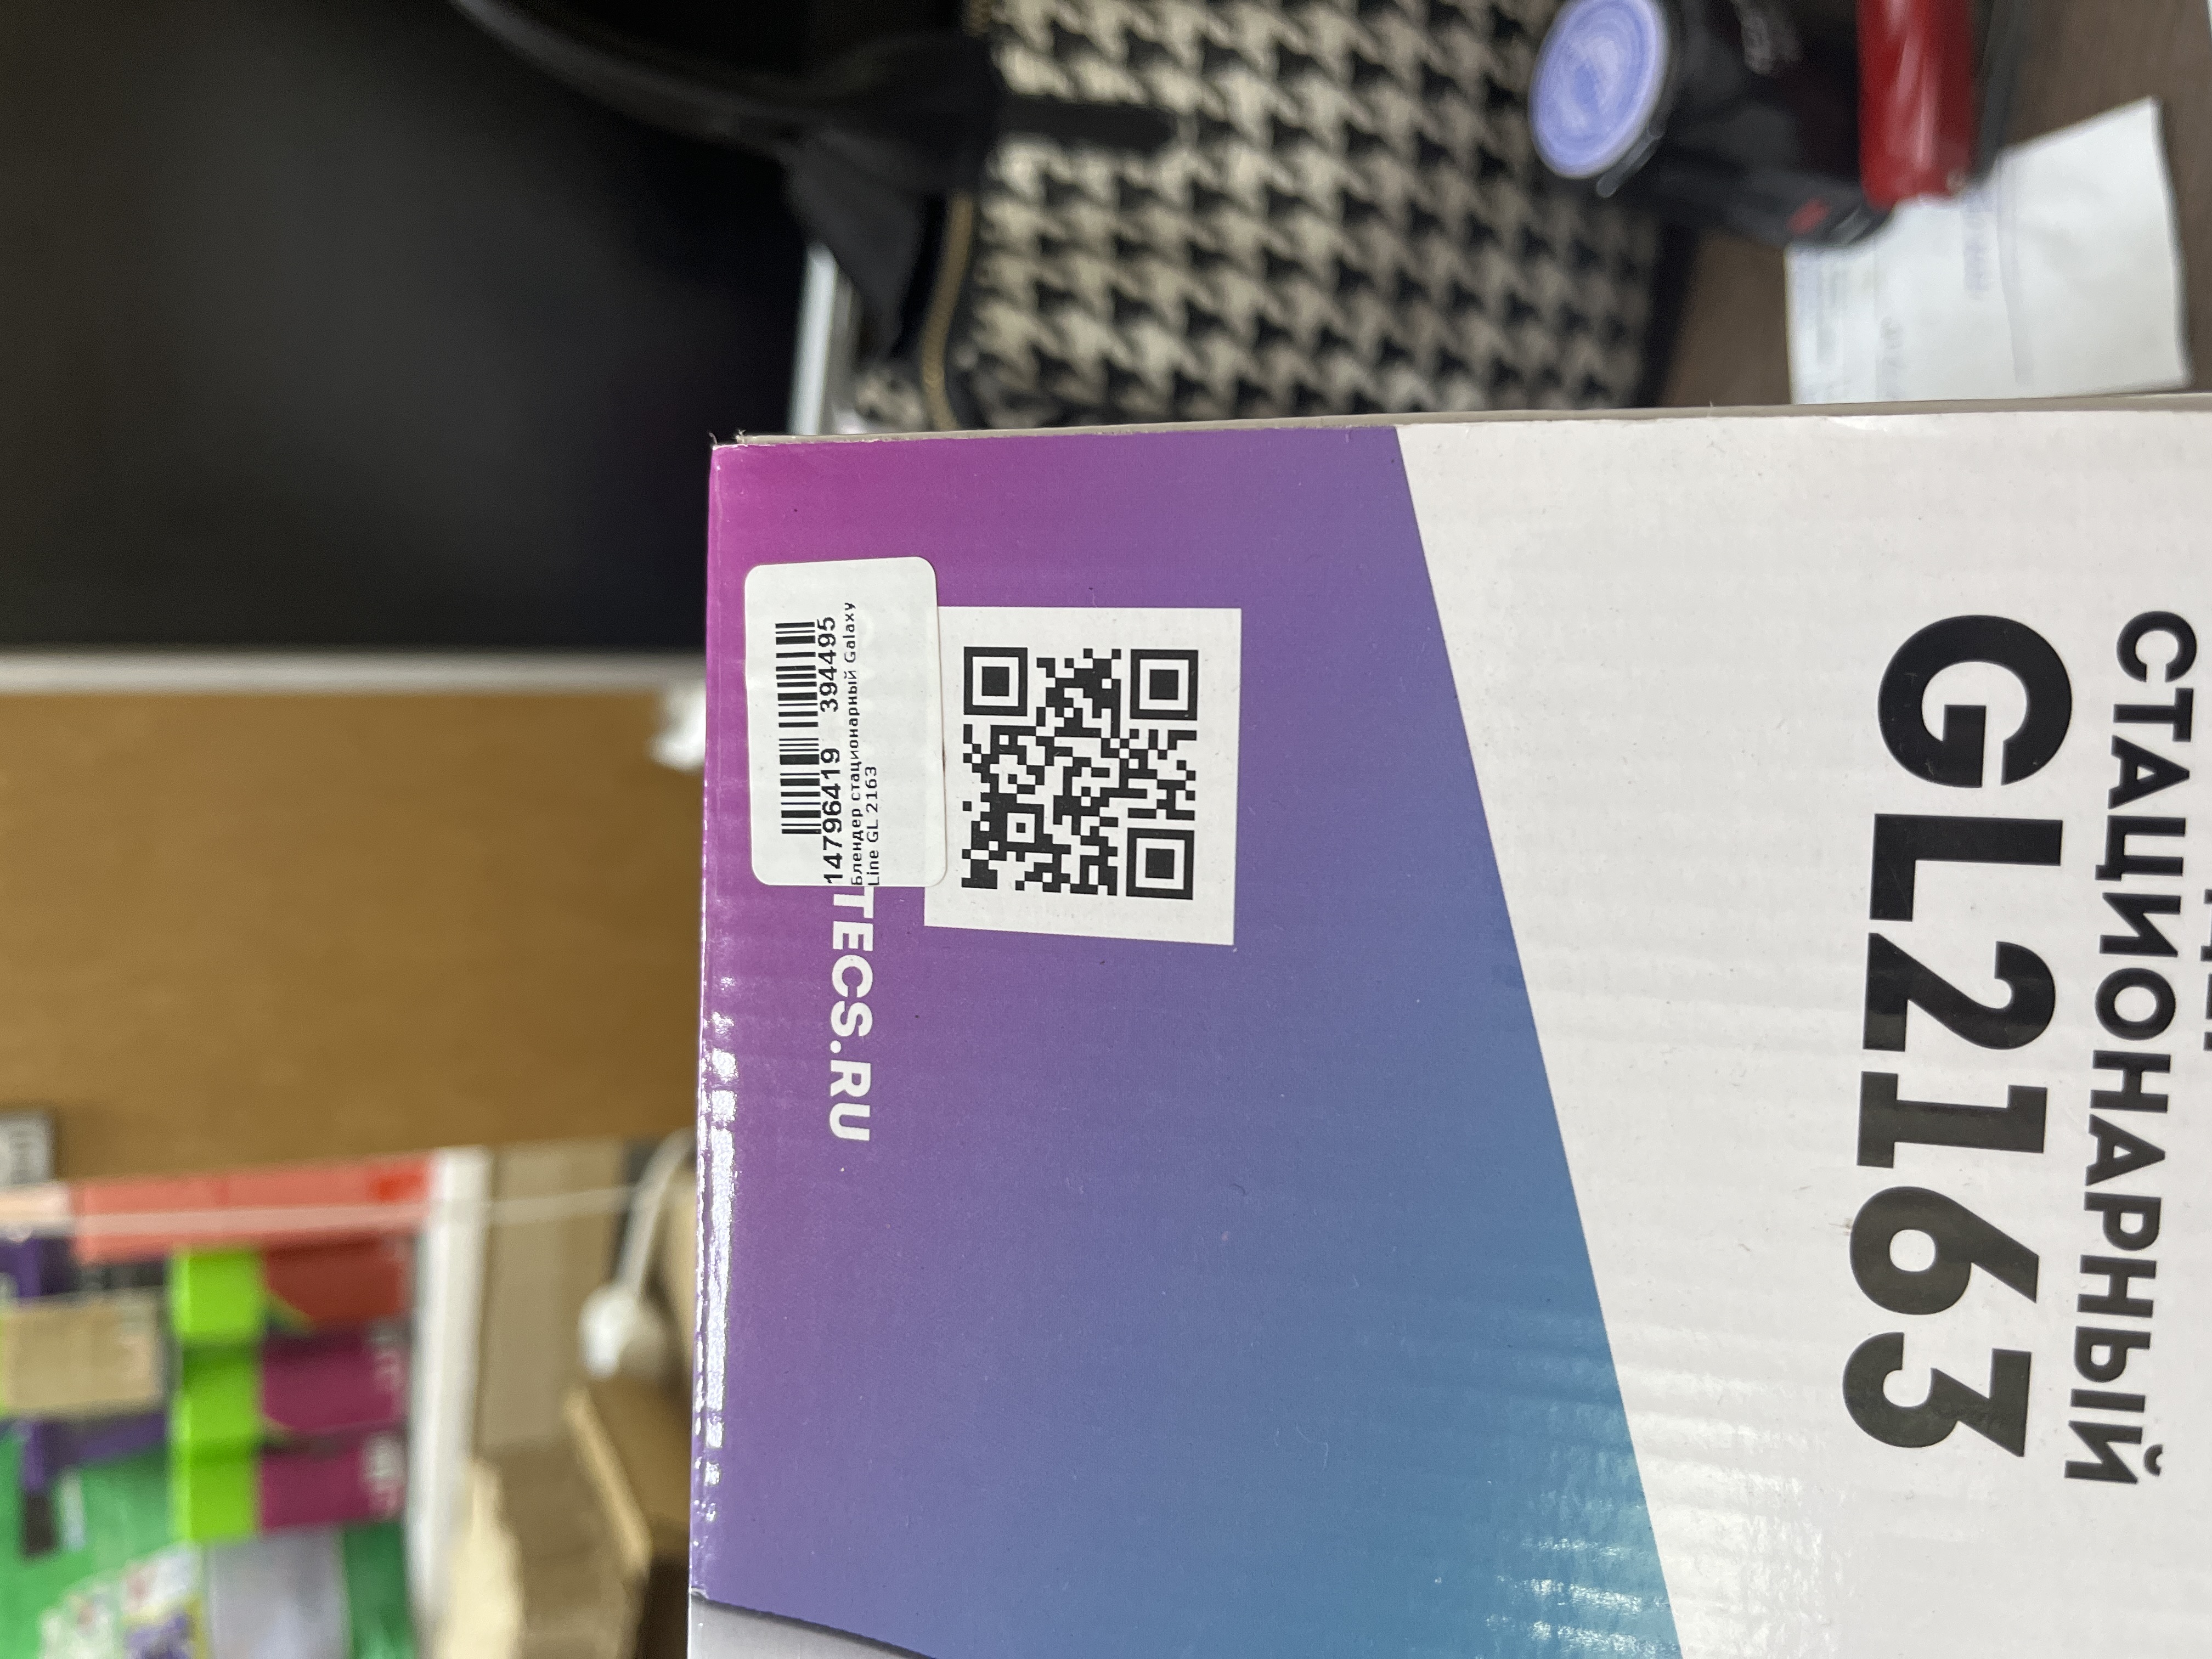 СТАЦИОНАРНЫЙ
GL2163
14796419 394495
Блендер стационарный Galaxy
Line GL 2163
TECS.RU